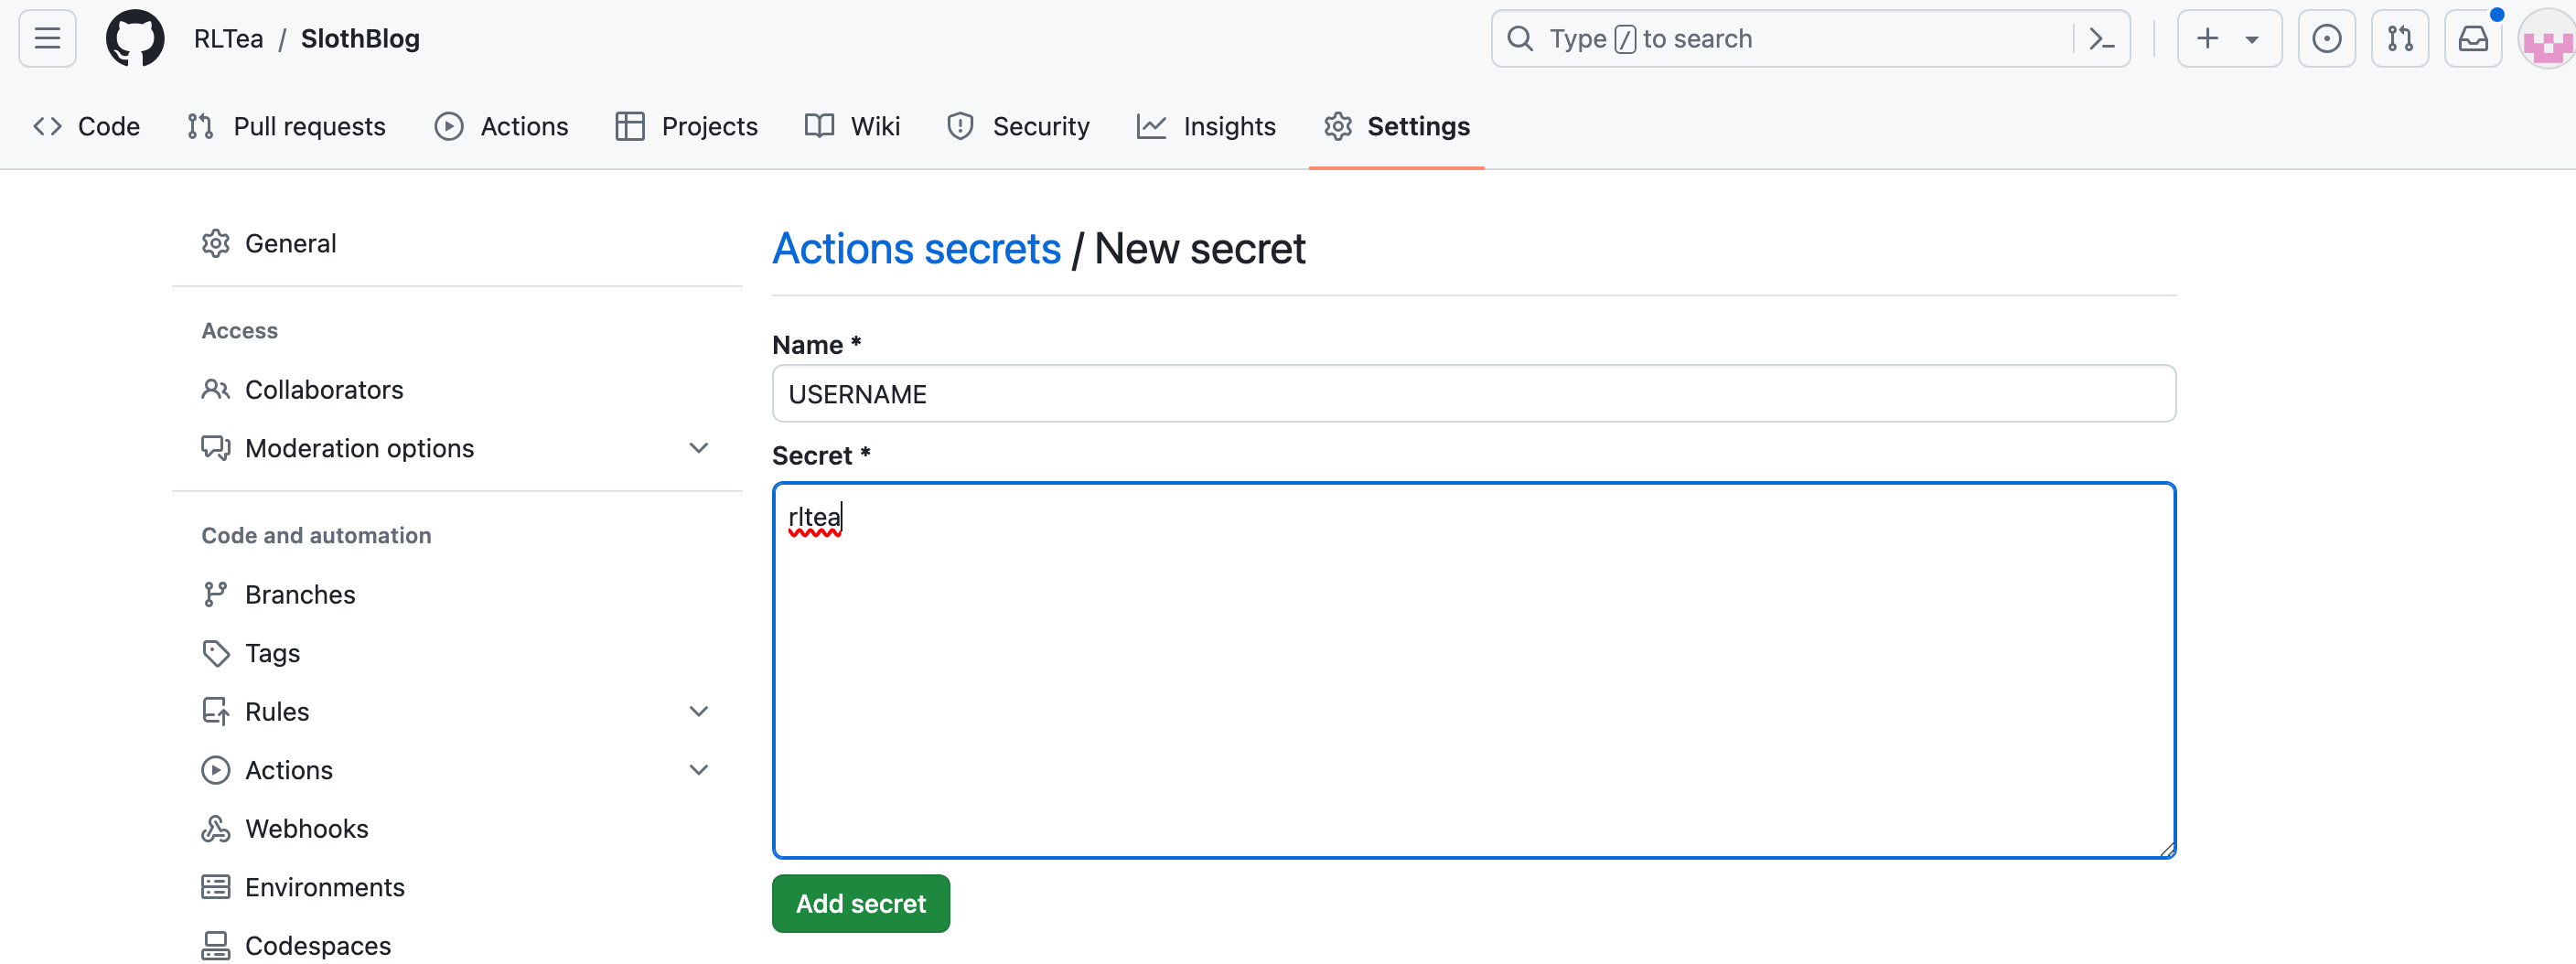 RLTea / SlothBlog
Type / to search
Code Pull requests Actions Projects Wiki Security Insights Settings
General
Access
Collaborators
Moderation options
Code and automation
Branches
Tags
Rules
Actions
Webhooks
Environments
Codespaces
Actions secrets / New secret
Name *
USERNAME
Secret *
rltea
Add secret